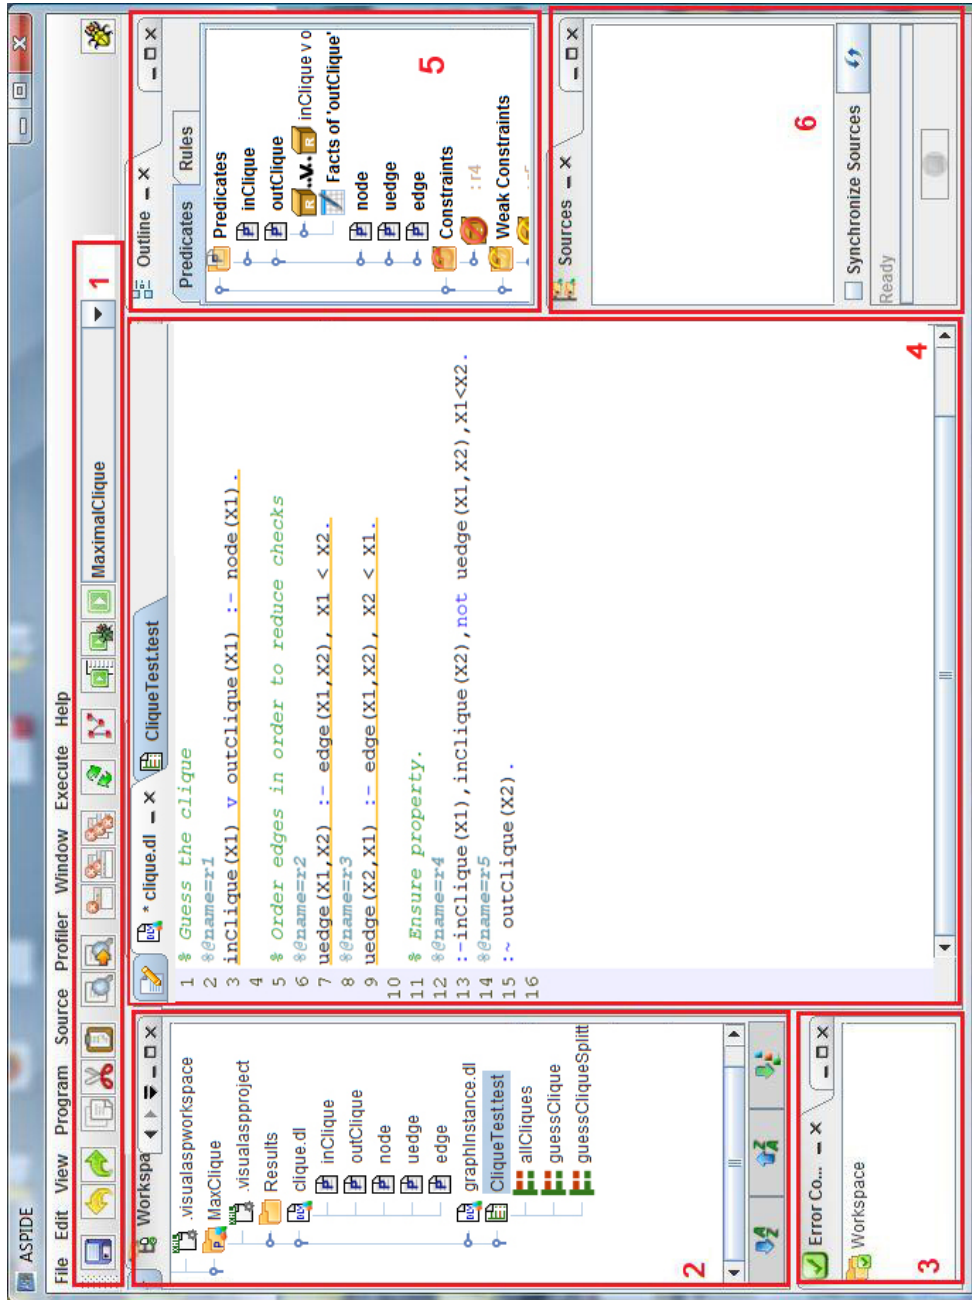 ASPIDE
File Edit View Program Source Profiler Window Execute Help
MaximalClique
1
Workspa
.visualaspworkspace
MaxClique
.visualaspproject
Results
clique.dl
inClique
outClique
node
uedge
edge
graphInstance.dl
CliqueTest.test
allCliques
guessClique
guessCliqueSplitt
2
Error Co...
Workspace
3
* clique.dl
CliqueTest.test
1 % Guess the clique
2 %@name=r1
3 inClique(X1) v outClique(X1) :- node(X1).
4
5 % Order edges in order to reduce checks
6 %@name=r2
7 uedge(X1,X2) :- edge(X1,X2), X1 < X2.
8 %@name=r3
9 uedge(X2,X1) :- edge(X1,X2), X2 < X1.
10
11 % Ensure property.
12 %@name=r4
13 :-inClique(X1),inClique(X2),not uedge(X1,X2),X1<X2.
14 %@name=r5
15 :~ outClique(X2).
16
4
Outline
Predicates Rules
Predicates
inClique
outClique
..v.. inClique v o
Facts of 'outClique'
node
uedge
edge
Constraints
:r4
Weak Constraints
5
Sources
6
Synchronize Sources
Ready